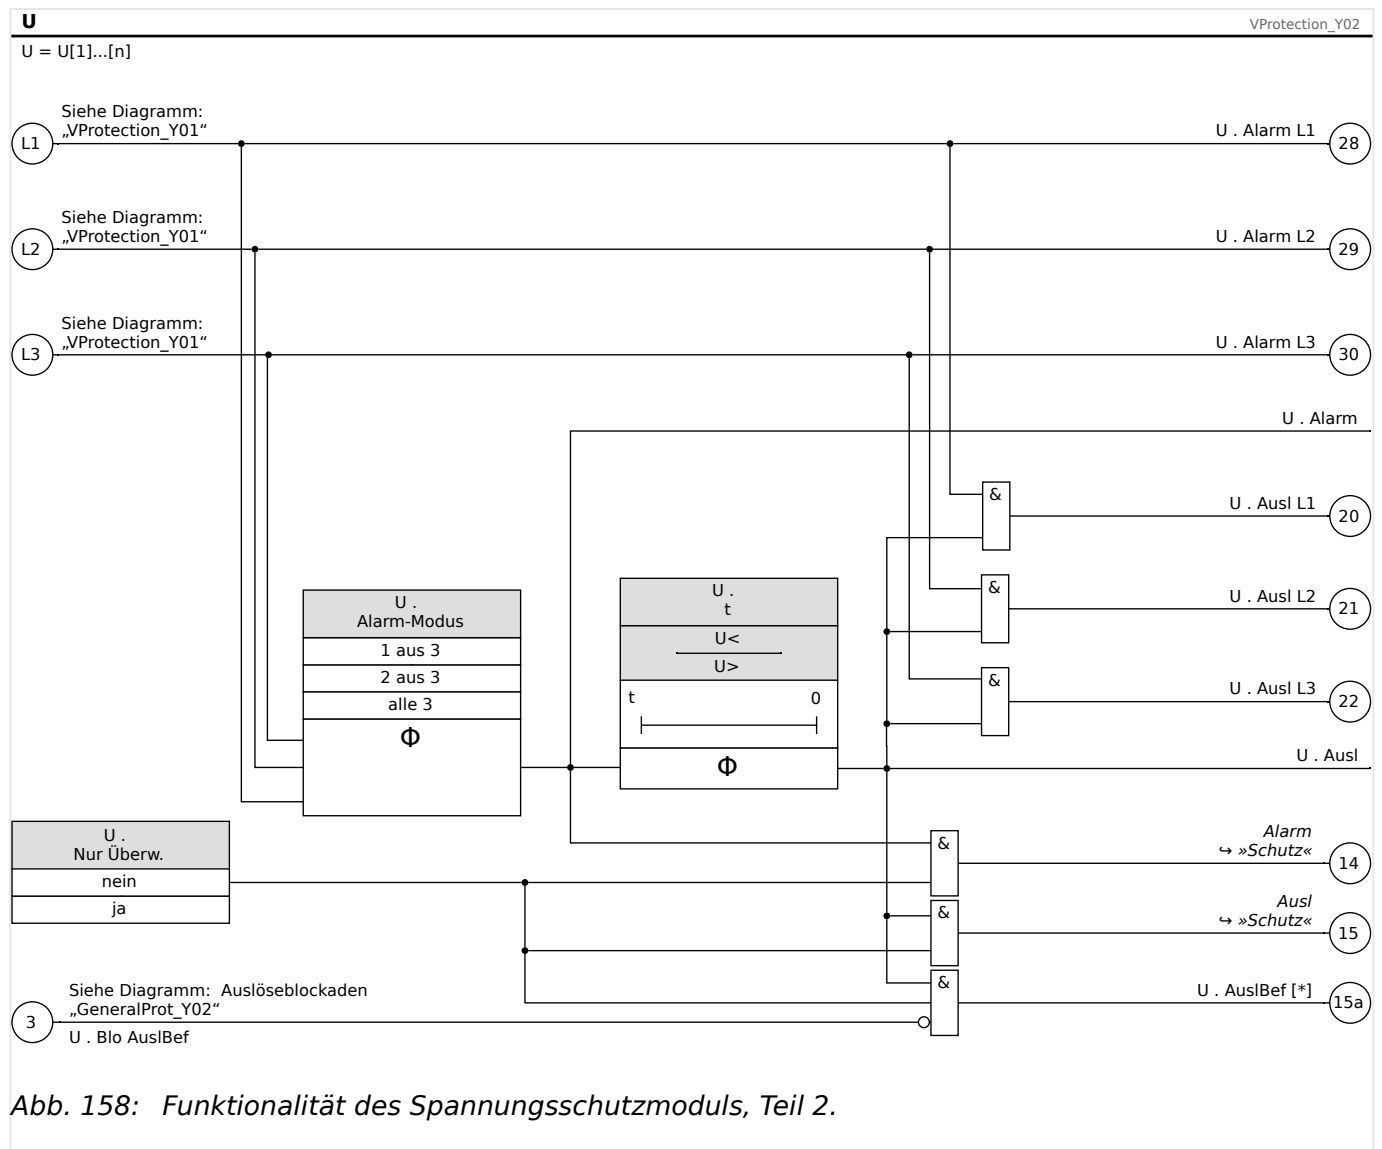 U
VProtection_Y02
U = U[1]...[n]
Siehe Diagramm:
„VProtection_Y01“
L1
U . Alarm L1
28
Siehe Diagramm:
„VProtection_Y01“
L2
U . Alarm L2
29
Siehe Diagramm:
„VProtection_Y01“
L3
U . Alarm L3
30
U . Alarm
&
U . Ausl L1
20
&
U . Ausl L2
21
&
U . Ausl L3
22
U .
Alarm-Modus
1 aus 3
2 aus 3
alle 3
Φ
U .
t
U<
U>
t 0
Φ
U . Ausl
U .
Nur Überw.
nein
ja
&
Alarm
↪ »Schutz«
14
&
Ausl
↪ »Schutz«
15
&
U . AuslBef [*]
15a
Siehe Diagramm: Auslöseblockaden
„GeneralProt_Y02“
3
U . Blo AuslBef
Abb. 158: Funktionalität des Spannungsschutzmoduls, Teil 2.